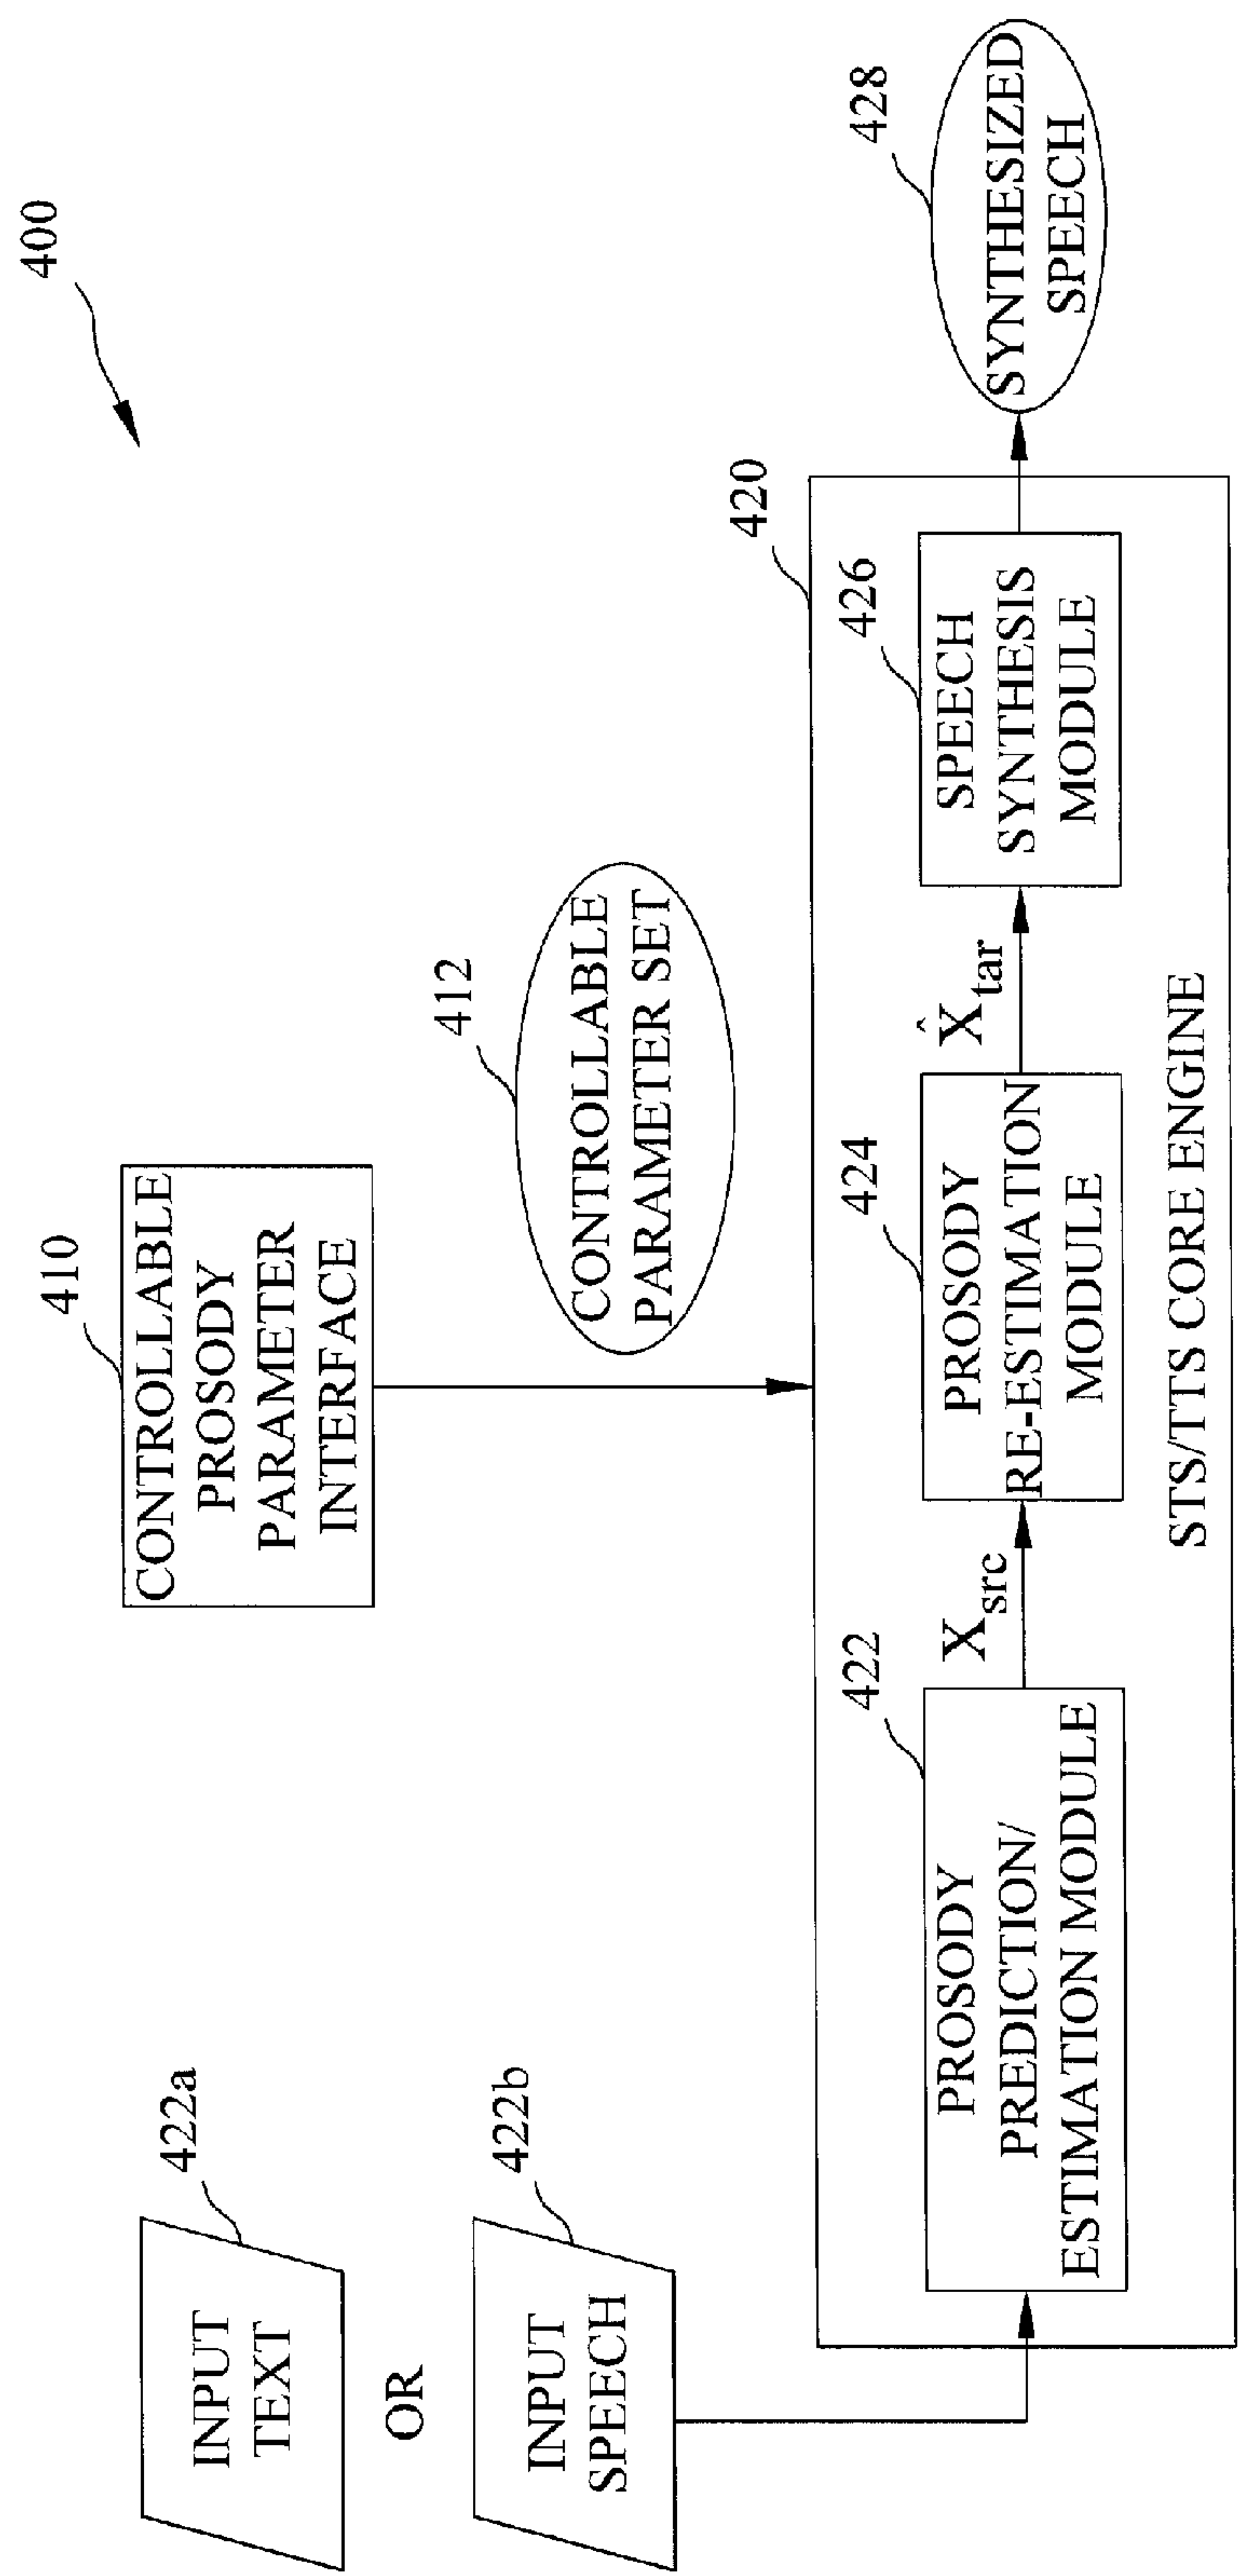 400
422a
INPUT
TEXT
OR
422b
INPUT
SPEECH
410
CONTROLLABLE
PROSODY
PARAMETER
INTERFACE
412
CONTROLLABLE
PARAMETER SET
420
422
PROSODY
PREDICTION/
ESTIMATION MODULE
X_src
424
PROSODY
RE-ESTIMATION
MODULE
X̂_tar
426
SPEECH
SYNTHESIS
MODULE
STS/TTS CORE ENGINE
428
SYNTHESIZED
SPEECH